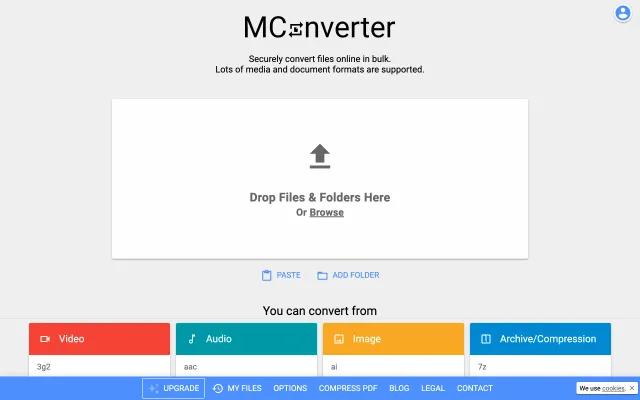 MConverter
Securely convert files online in bulk.
Lots of media and document formats are supported.
Drop Files & Folders Here
Or Browse
PASTE
ADD FOLDER
You can convert from
Video
Audio
Image
Archive/Compression
3g2
aac
ai
7z
UPGRADE
MY FILES
OPTIONS
COMPRESS PDF
BLOG
LEGAL
CONTACT
We use cookies. ×